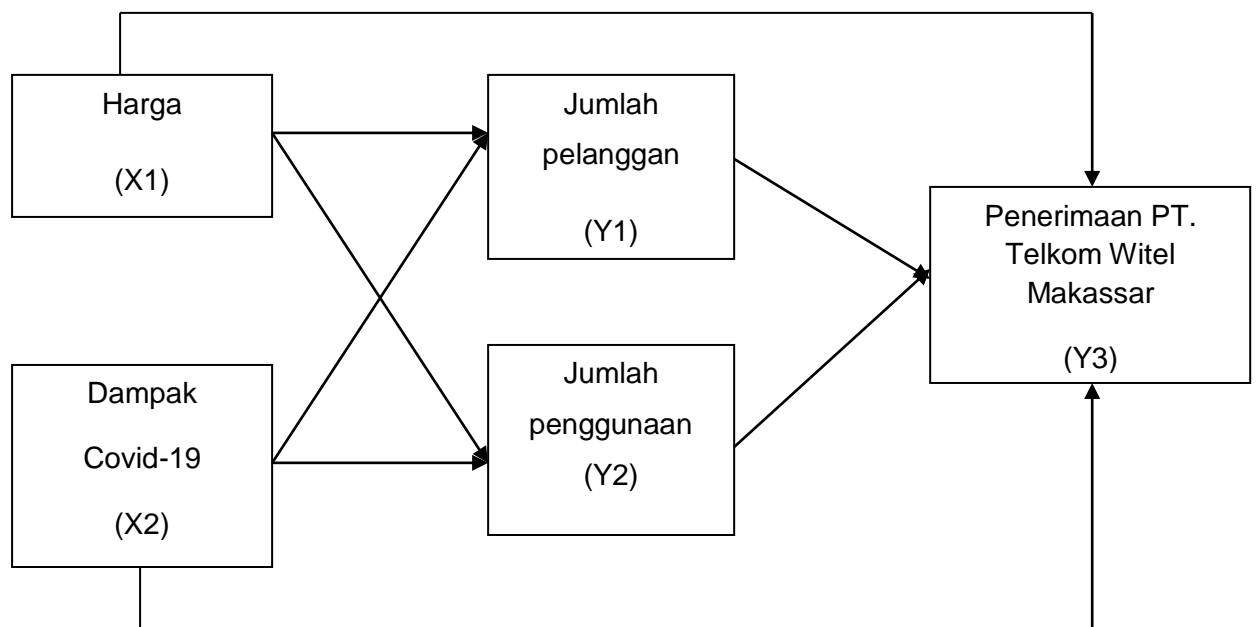 Harga
(X1)
Jumlah
pelanggan
(Y1)
Penerimaan PT.
Telkom Witel
Makassar
(Y3)
Dampak
Covid-19
(X2)
Jumlah
penggunaan
(Y2)